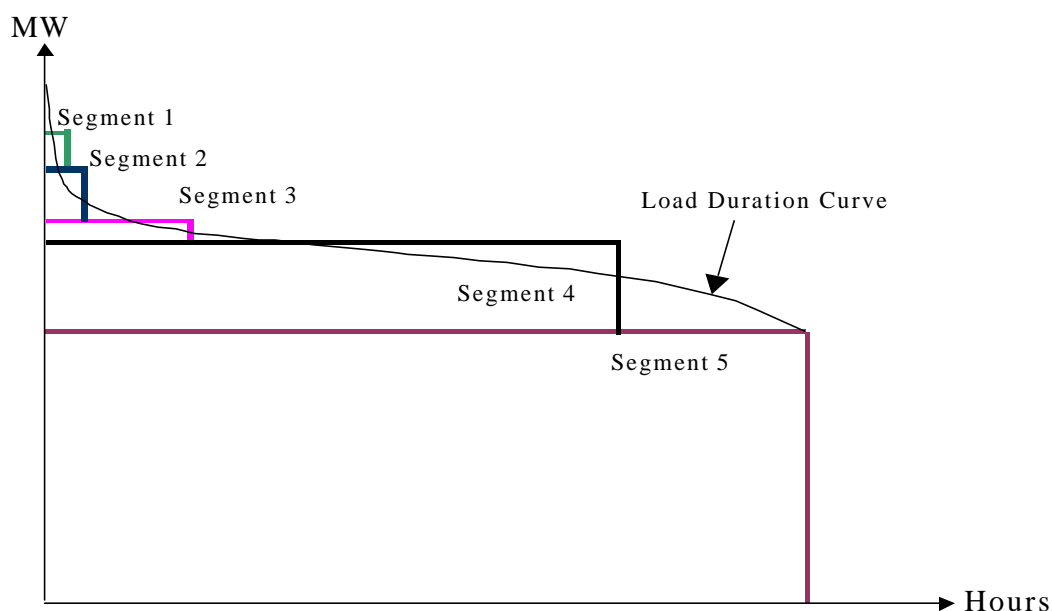 MW
Segment 1
Segment 2
Segment 3
Load Duration Curve
Segment 4
Segment 5
Hours